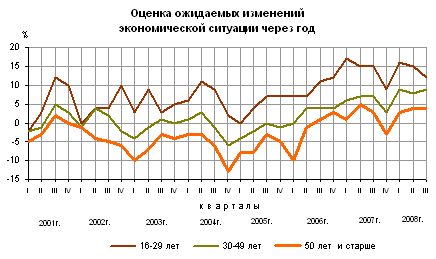 Оценка ожидаемых изменений
экономической ситуации через год
%
20
15
10
5
0
-5
-10
-15
I II III IV I II III IV I II III IV I II III IV I II III IV I II III IV I II III IV I II III
2001г. 2002г. 2003г. 2004г. 2005г. 2006г. 2007г. 2008г.
кварталы
16-29 лет 30-49 лет 50 лет и старше